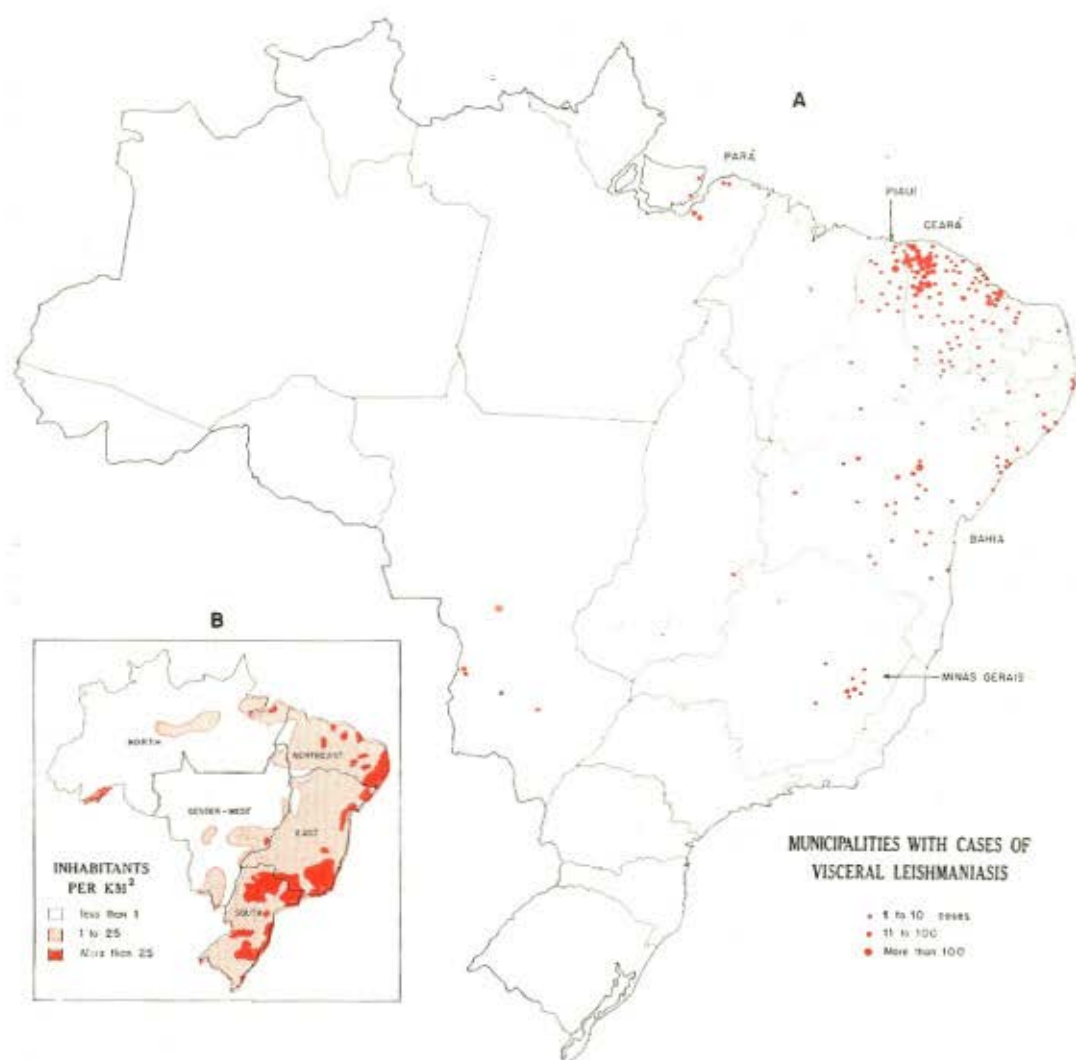 A
PARÁ
PIAUÍ
CEARÁ
BAHIA
MINAS GERAIS
MUNICIPALITIES WITH CASES OF
VISCERAL LEISHMANIASIS
1 to 10 cases
11 to 100
More than 100
B
NORTH
NORTHEAST
CENTER-WEST
EAST
SOUTH
INHABITANTS
PER KM²
less than 1
1 to 25
More than 25